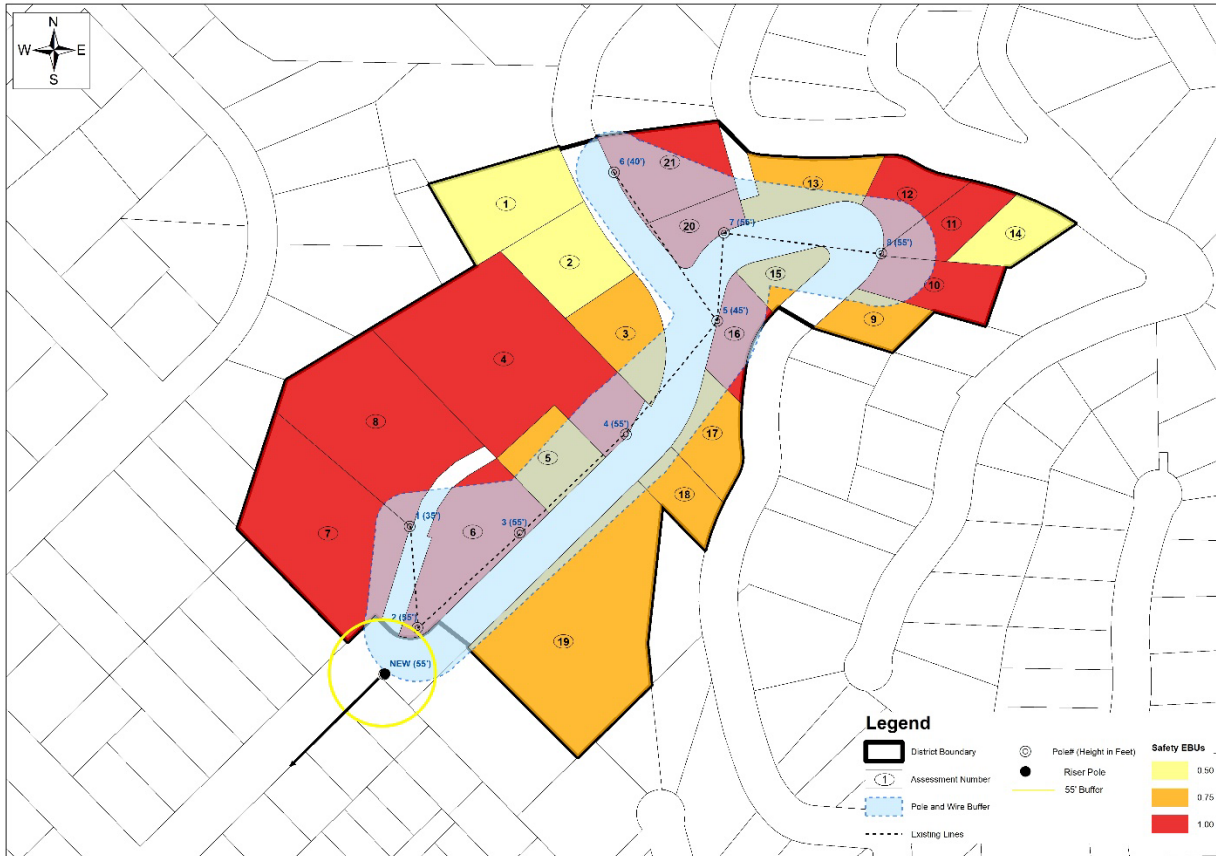 N
W E
S
6 (40')
21
13
12
1
11
20
7 (55')
14
2
8 (55')
15
10
3
5 (45')
16
9
4
8
4 (55')
17
5
18
1 (35')
7
6
3 (55')
2 (55')
19
NEW (55')
Legend
District Boundary
1 Assessment Number
Pole and Wire Buffer
Existing Lines
Pole# (Height in Feet)
Riser Pole
55' Buffer
Safety EBUs
0.50
0.75
1.00